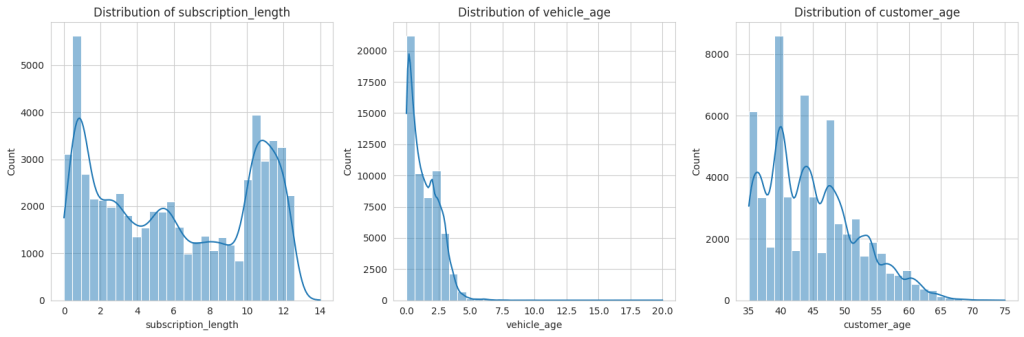 Distribution of subscription_length
5000
4000
3000
2000
1000
0
Count
0 2 4 6 8 10 12 14
subscription_length
Distribution of vehicle_age
20000
17500
15000
12500
10000
7500
5000
2500
0
Count
0.0 2.5 5.0 7.5 10.0 12.5 15.0 17.5 20.0
vehicle_age
Distribution of customer_age
8000
6000
4000
2000
0
Count
35 40 45 50 55 60 65 70 75
customer_age